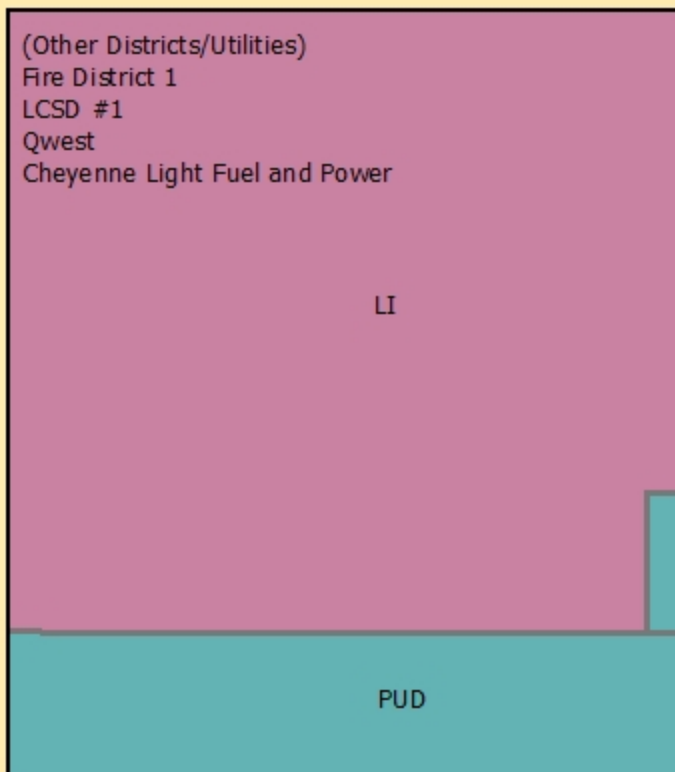 (Other Districts/Utilities)
Fire District 1
LCSD #1
Qwest
Cheyenne Light Fuel and Power
LI
PUD